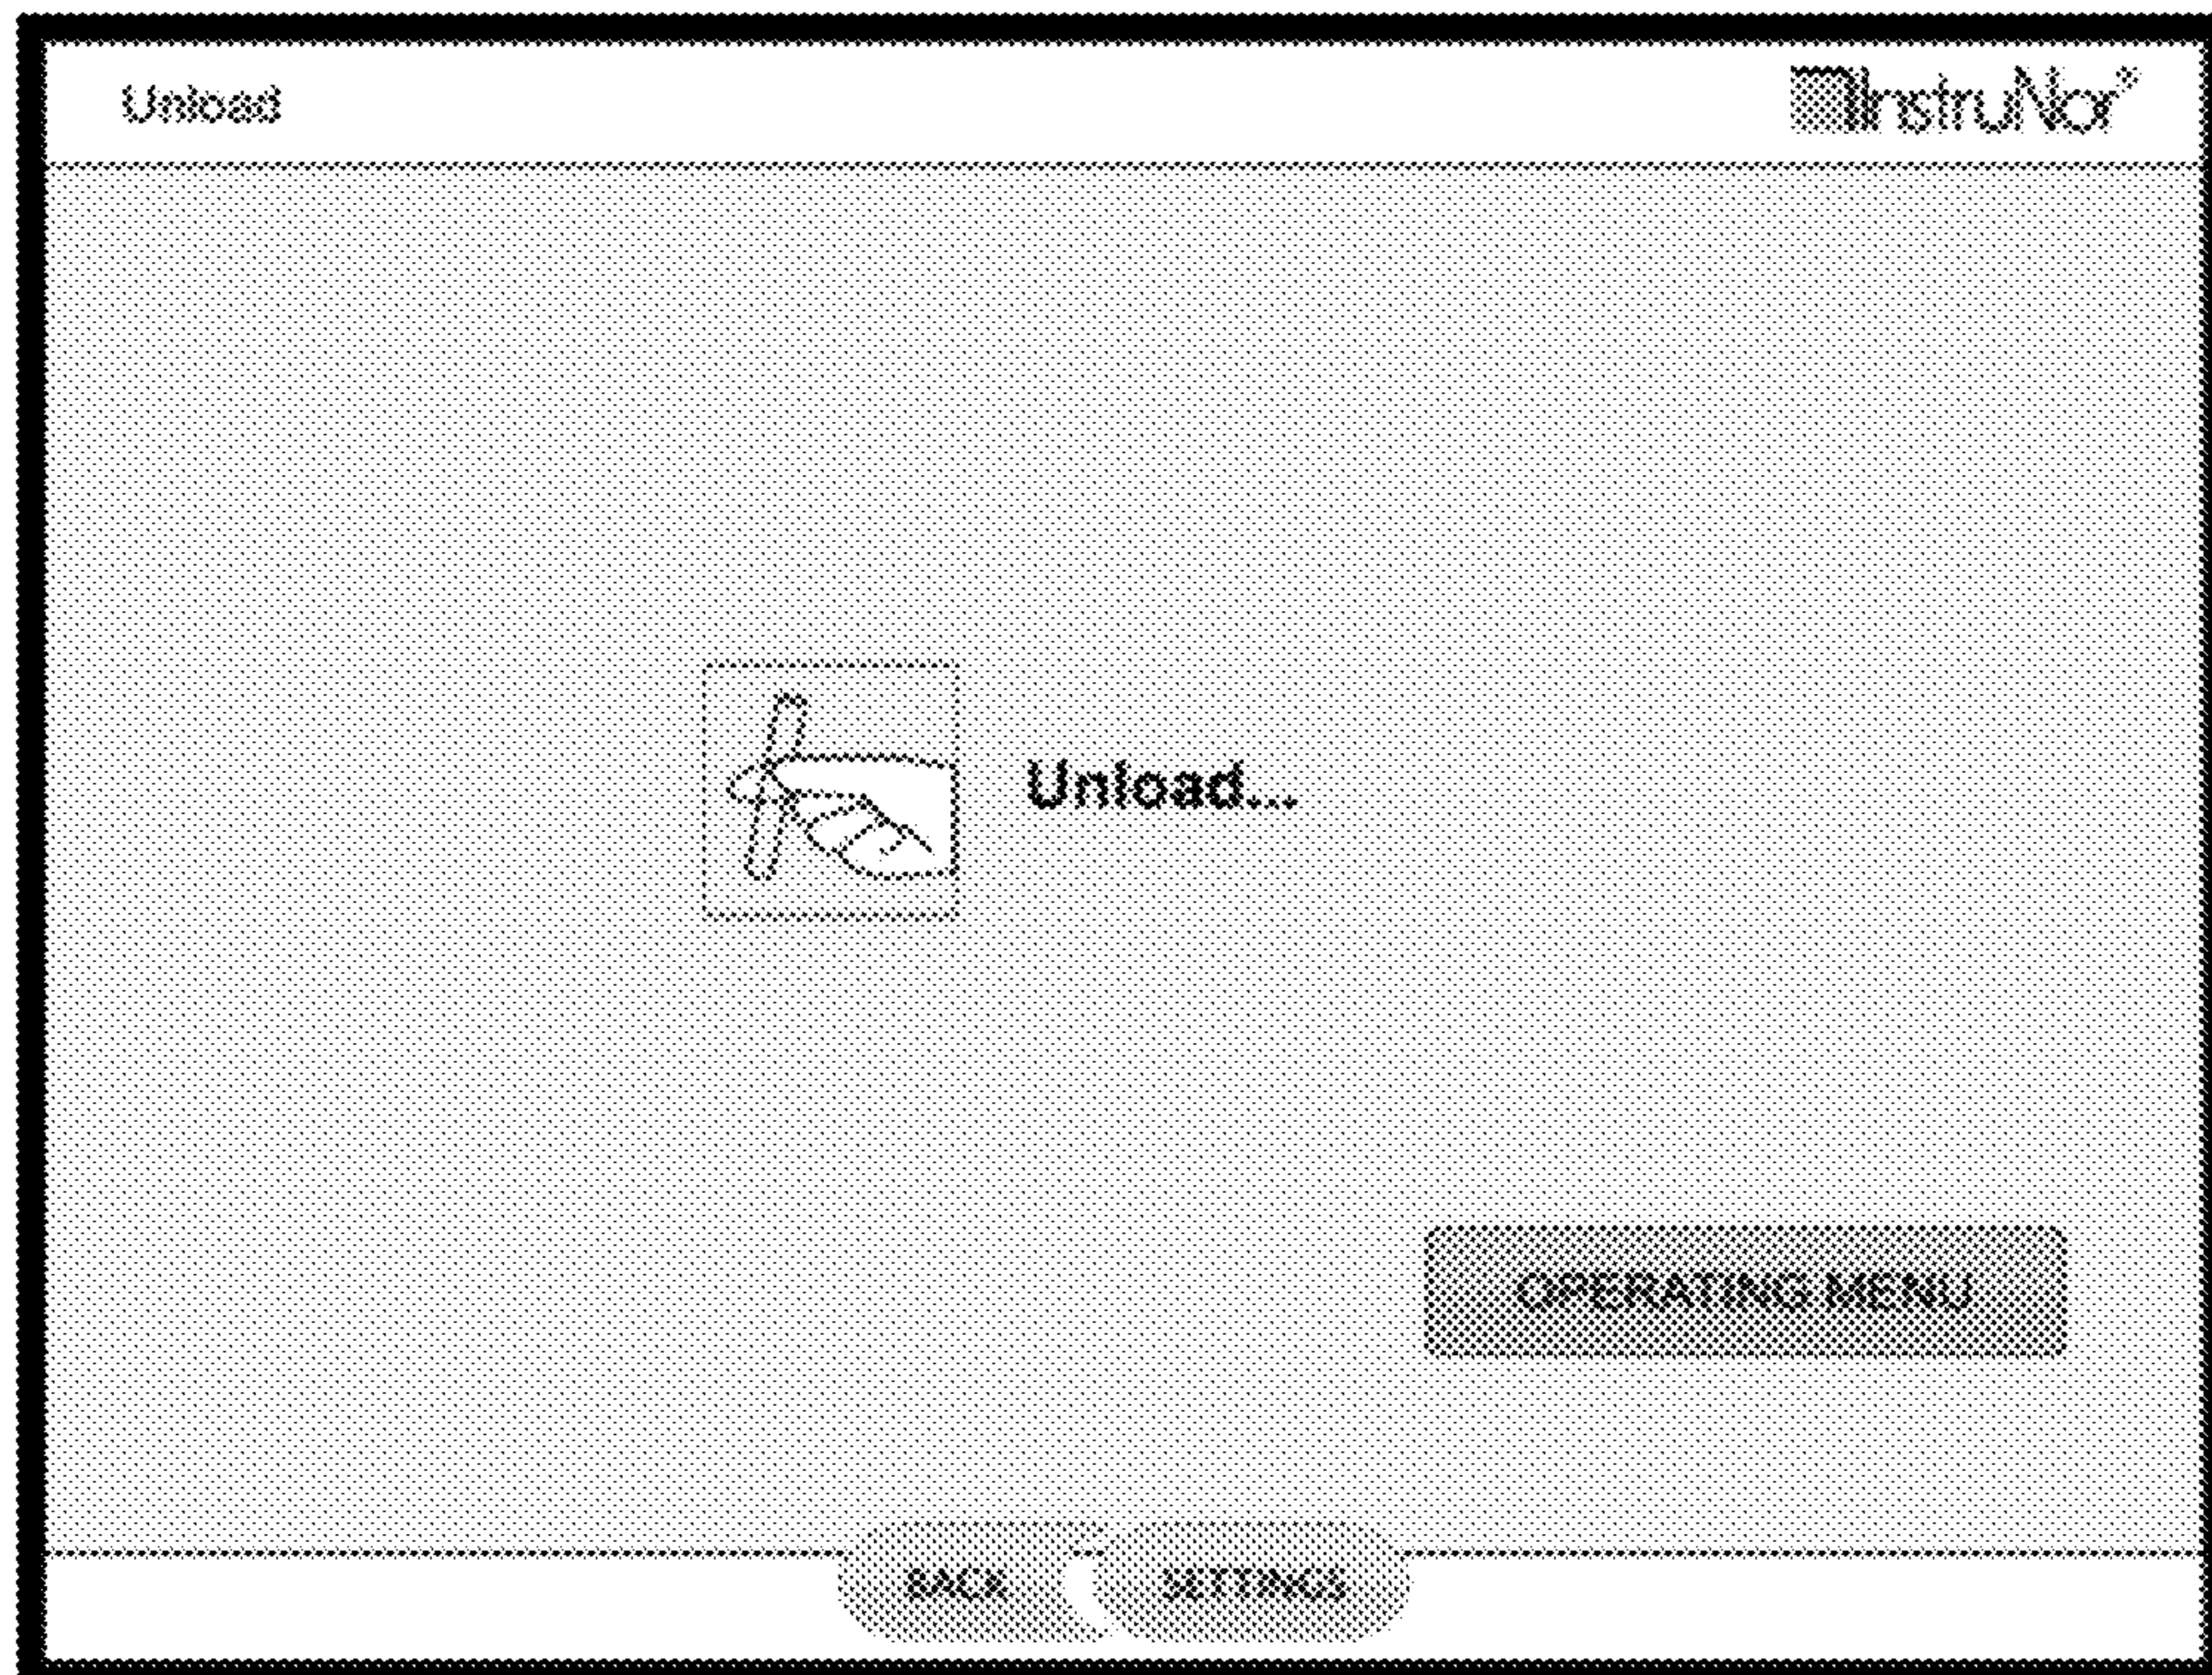 Unload
InstruNor®
Unload...
OPERATING MENU
BACK
SETTINGS